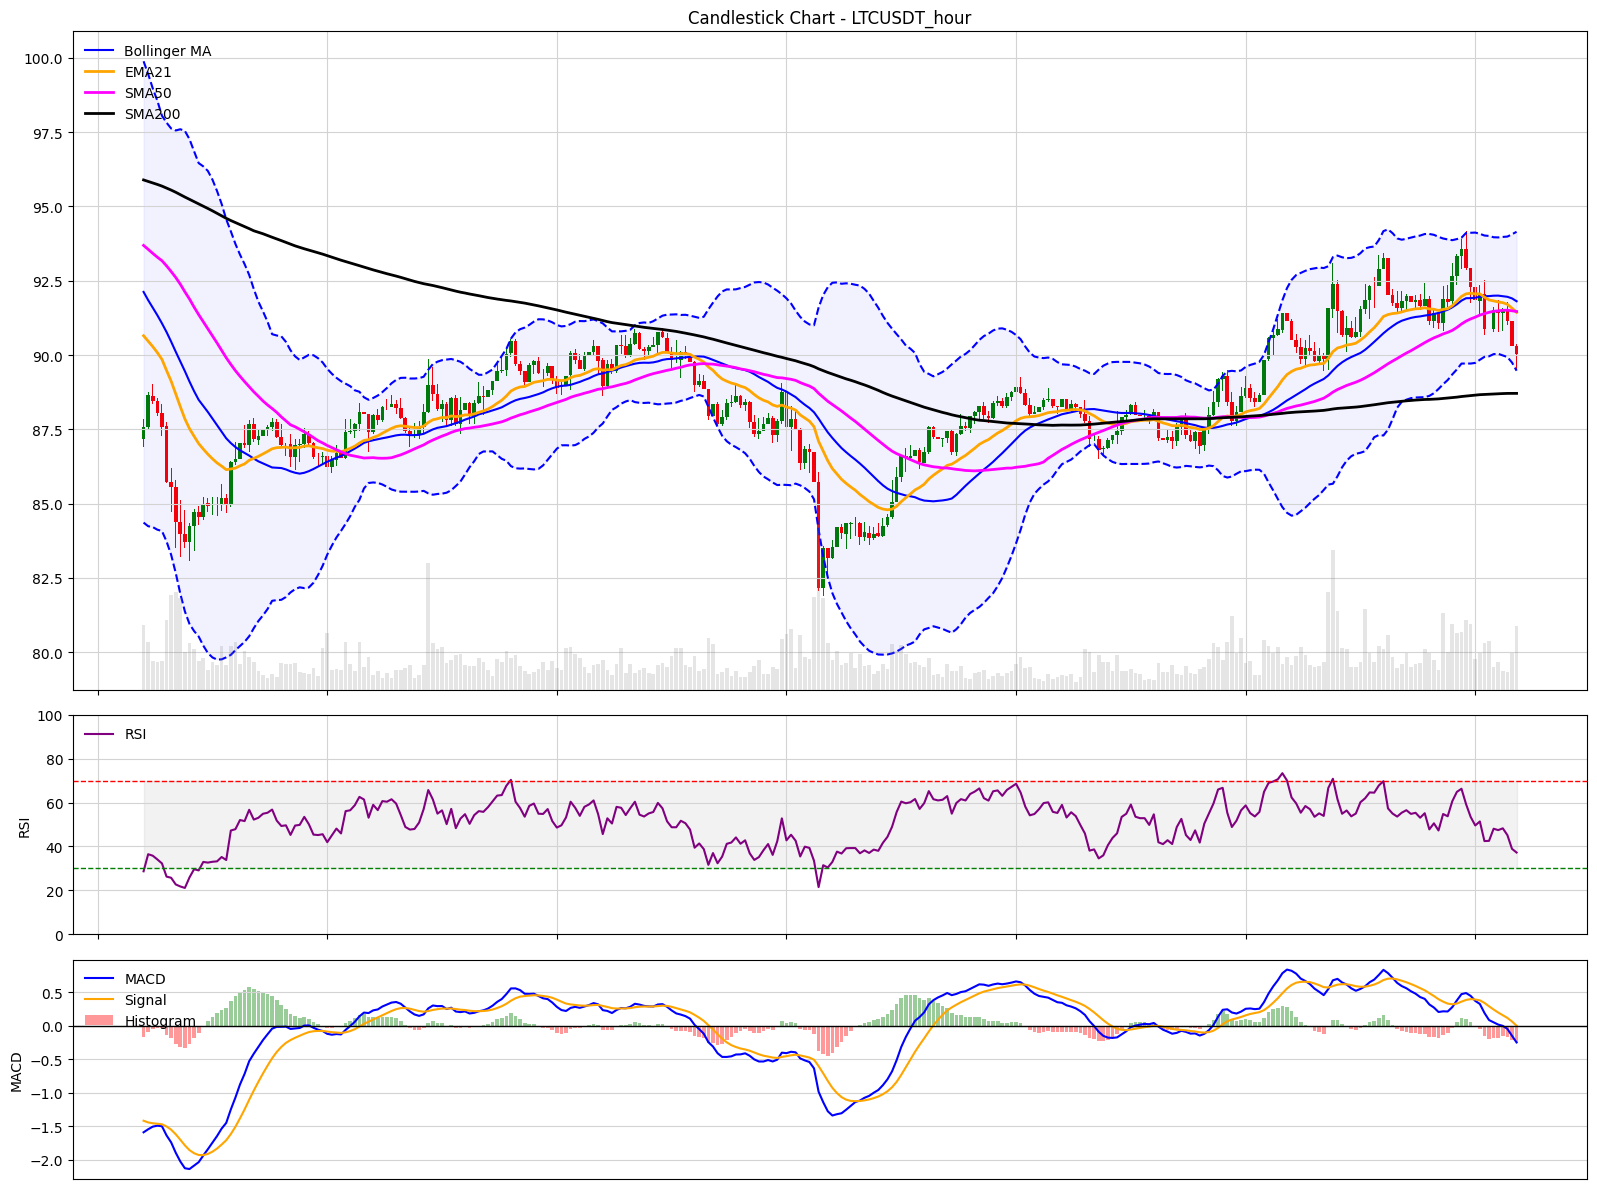 Candlestick Chart - LTCUSDT_hour
100.0
97.5
95.0
92.5
90.0
87.5
85.0
82.5
80.0
Bollinger MA
EMA21
SMA50
SMA200
100
80
60
40
20
0
RSI
RSI
0.5
0.0
−0.5
−1.0
−1.5
−2.0
MACD
MACD
Signal
Histogram